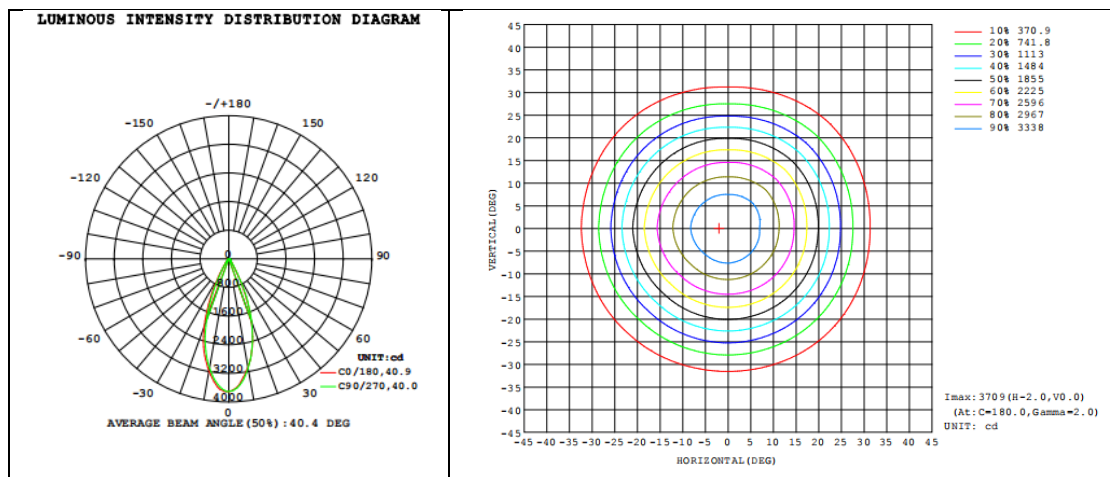 LUMINOUS INTENSITY DISTRIBUTION DIAGRAM
-/+180
-150 150
-120 120
-90 0 90
800
1600
-60 2400 60
3200
UNIT:cd
C0/180,40.9
C90/270,40.0
-30 30
4000
0
AVERAGE BEAM ANGLE(50%):40.4 DEG
45
40
35
30
25
20
15
10
5
0
-5
-10
-15
-20
-25
-30
-35
-40
-45
VERTICAL(DEG)
-45 -40 -35 -30 -25 -20 -15 -10 -5 0 5 10 15 20 25 30 35 40 45
HORIZONTAL(DEG)
10% 370.9
20% 741.8
30% 1113
40% 1484
50% 1855
60% 2225
70% 2596
80% 2967
90% 3338
Imax:3709(H-2.0,V0.0)
(At:C=180.0,Gamma=2.0)
UNIT: cd